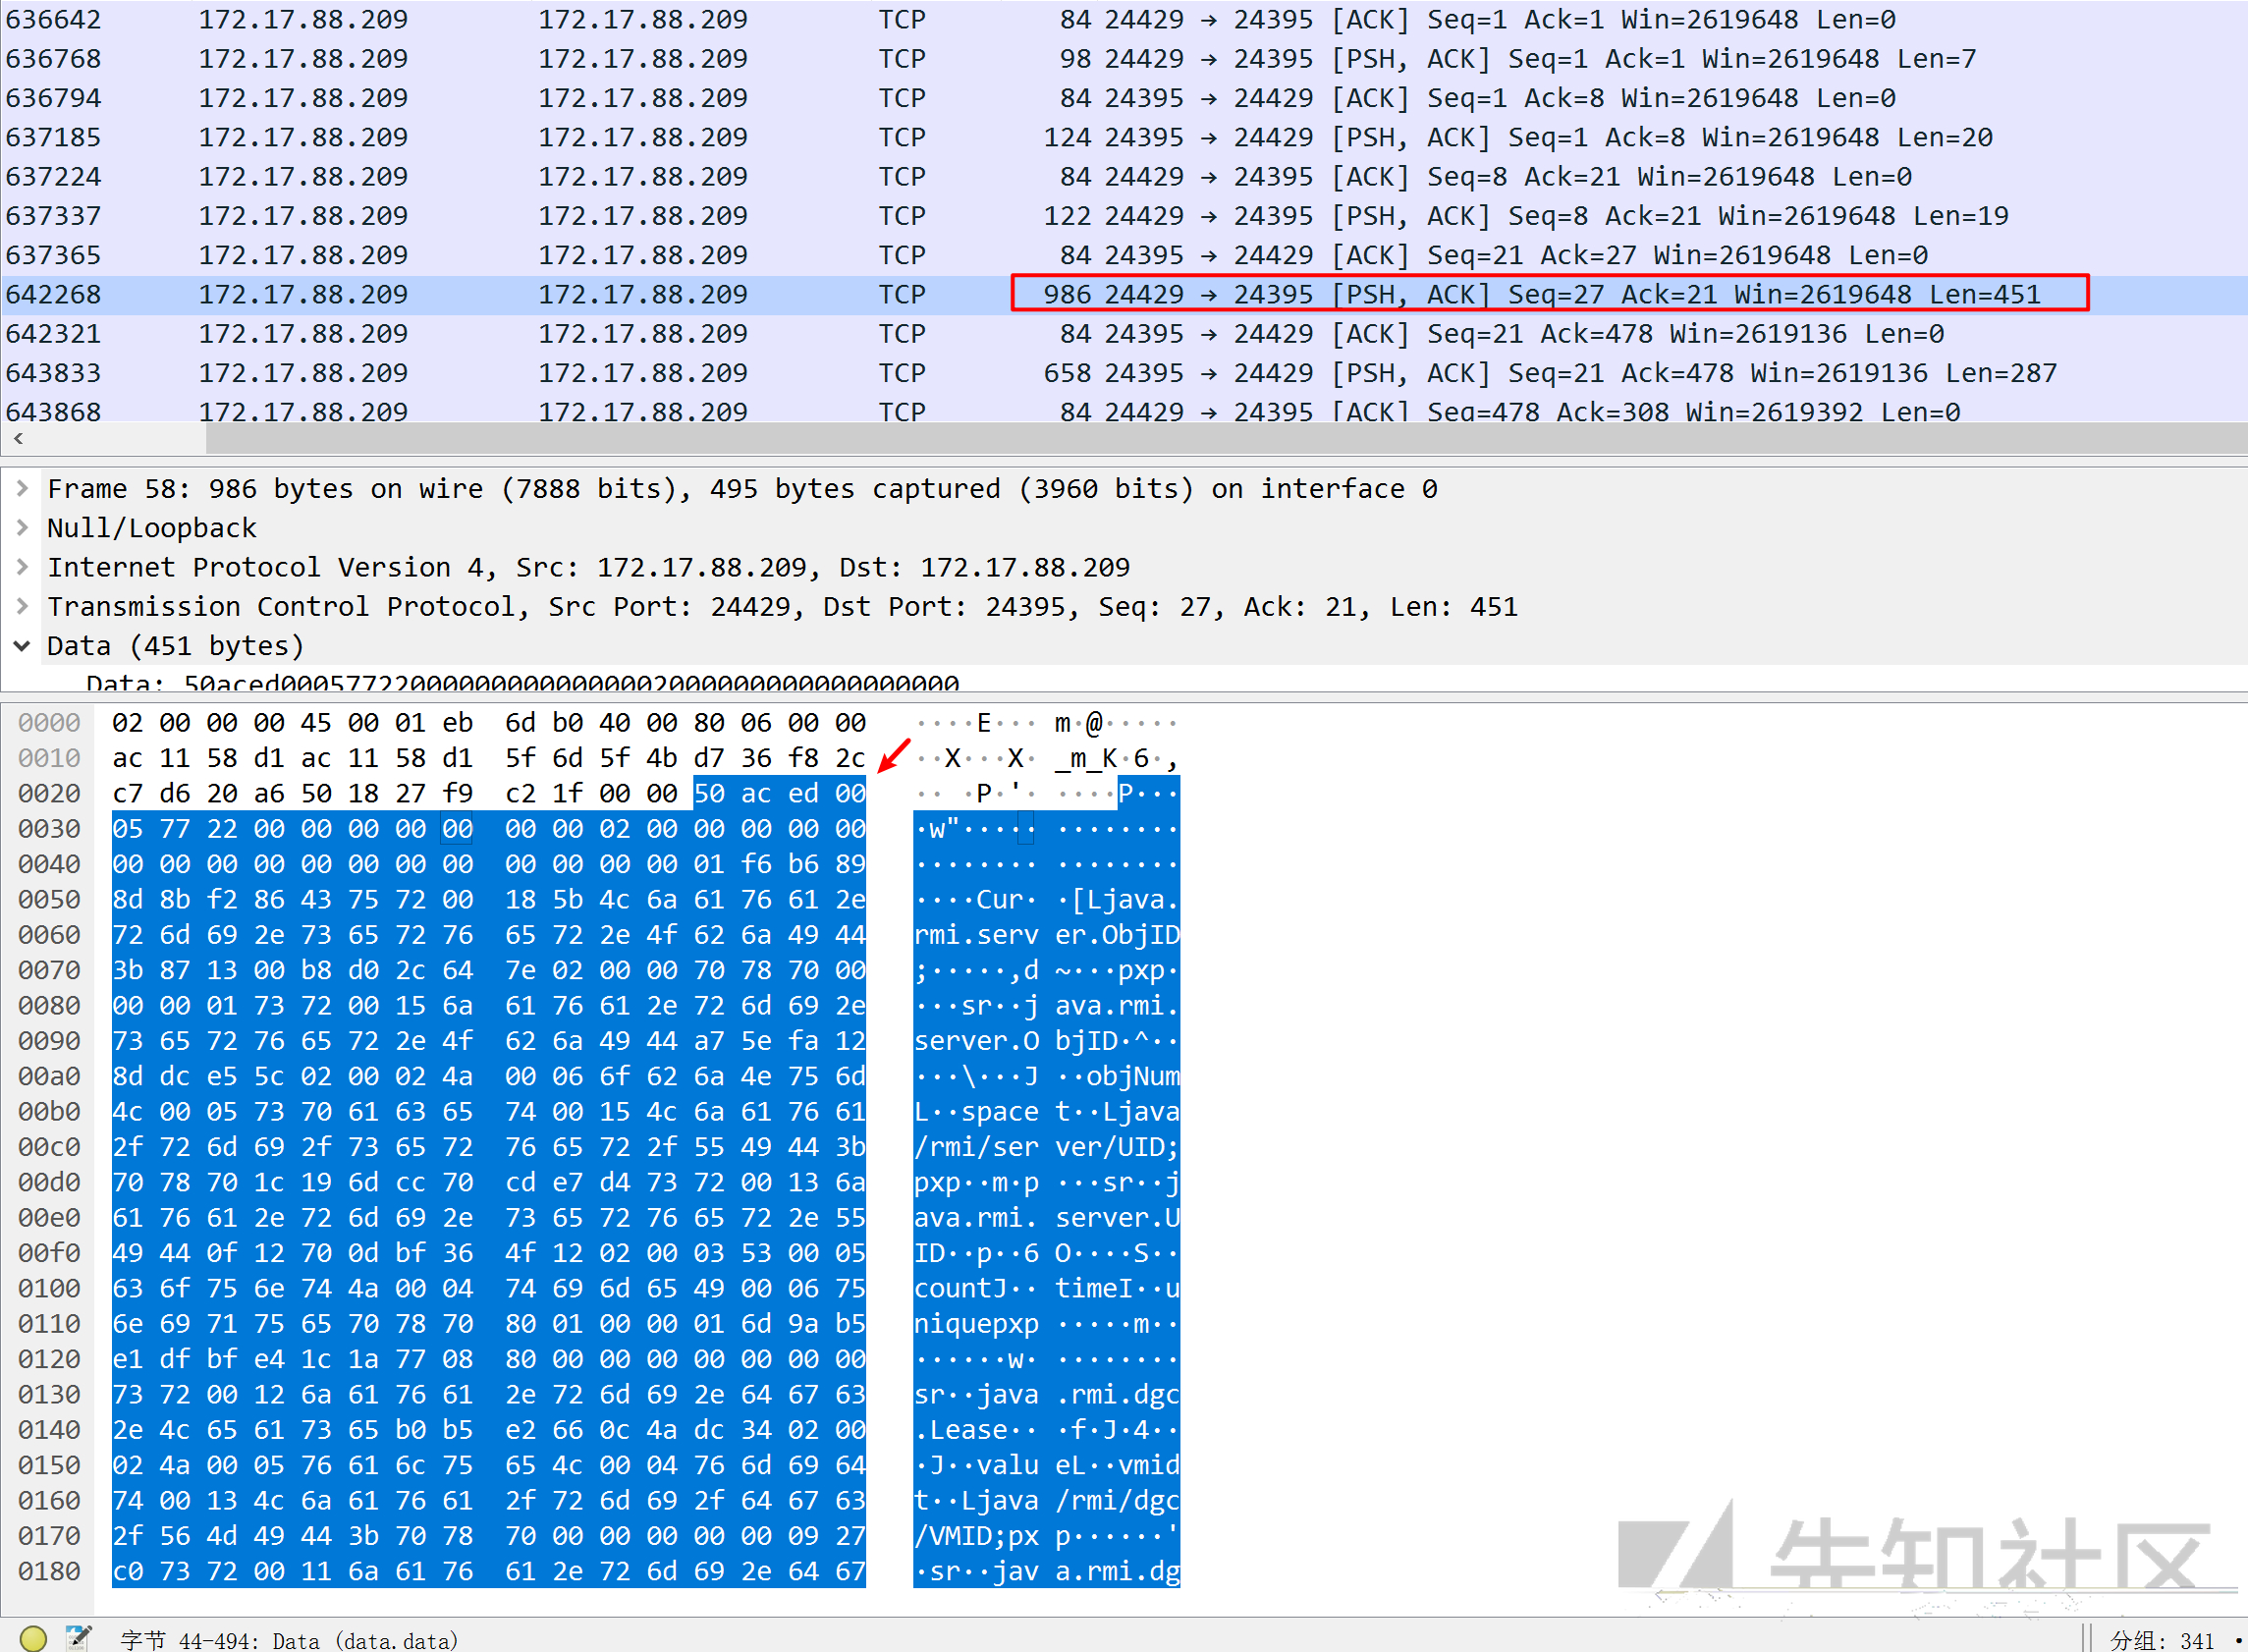 636642 172.17.88.209 172.17.88.209 TCP 84 24429 → 24395 [ACK] Seq=1 Ack=1 Win=2619648 Len=0
636768 172.17.88.209 172.17.88.209 TCP 98 24429 → 24395 [PSH, ACK] Seq=1 Ack=1 Win=2619648 Len=7
636794 172.17.88.209 172.17.88.209 TCP 84 24395 → 24429 [ACK] Seq=1 Ack=8 Win=2619648 Len=0
637185 172.17.88.209 172.17.88.209 TCP 124 24395 → 24429 [PSH, ACK] Seq=1 Ack=8 Win=2619648 Len=20
637224 172.17.88.209 172.17.88.209 TCP 84 24429 → 24395 [ACK] Seq=8 Ack=21 Win=2619648 Len=0
637337 172.17.88.209 172.17.88.209 TCP 122 24429 → 24395 [PSH, ACK] Seq=8 Ack=21 Win=2619648 Len=19
637365 172.17.88.209 172.17.88.209 TCP 84 24395 → 24429 [ACK] Seq=21 Ack=27 Win=2619648 Len=0
642268 172.17.88.209 172.17.88.209 TCP 986 24429 → 24395 [PSH, ACK] Seq=27 Ack=21 Win=2619648 Len=451
642321 172.17.88.209 172.17.88.209 TCP 84 24395 → 24429 [ACK] Seq=21 Ack=478 Win=2619136 Len=0
643833 172.17.88.209 172.17.88.209 TCP 658 24395 → 24429 [PSH, ACK] Seq=21 Ack=478 Win=2619136 Len=287
643868 172.17.88.209 172.17.88.209 TCP 84 24429 → 24395 [ACK] Seq=478 Ack=308 Win=2619392 Len=0
Frame 58: 986 bytes on wire (7888 bits), 495 bytes captured (3960 bits) on interface 0
Null/Loopback
Internet Protocol Version 4, Src: 172.17.88.209, Dst: 172.17.88.209
Transmission Control Protocol, Src Port: 24429, Dst Port: 24395, Seq: 27, Ack: 21, Len: 451
Data (451 bytes)
Data: 50aced00057722000000000000000200000000000000000
0000 02 00 00 00 45 00 01 eb 6d b0 40 00 80 06 00 00 ····E··· m·@·····
0010 ac 11 58 d1 ac 11 58 d1 5f 6d 5f 4b d7 36 f8 2c ··X···X· _m_K·6·,
0020 c7 d6 20 a6 50 18 27 f9 c2 1f 00 00 50 ac ed 00 ·· ·P·'· ····P···
0030 05 77 22 00 00 00 00 00 00 00 02 00 00 00 00 00 ·w"····· ········
0040 00 00 00 00 00 00 00 00 00 00 00 00 01 f6 b6 89 ········ ········
0050 8d 8b f2 86 43 75 72 00 18 5b 4c 6a 61 76 61 2e ····Cur· ·[Ljava.
0060 72 6d 69 2e 73 65 72 76 65 72 2e 4f 62 6a 49 44 rmi.serv er.ObjID
0070 3b 87 13 00 b8 d0 2c 64 7e 02 00 00 70 78 70 00 ;·····,d ~···pxp·
0080 00 00 01 73 72 00 15 6a 61 76 61 2e 72 6d 69 2e ···sr··j ava.rmi.
0090 73 65 72 76 65 72 2e 4f 62 6a 49 44 a7 5e fa 12 server.O bjID·^··
00a0 8d dc e5 5c 02 00 02 4a 00 06 6f 62 6a 4e 75 6d ···\···J ··objNum
00b0 4c 00 05 73 70 61 63 65 74 00 15 4c 6a 61 76 61 L··space t··Ljava
00c0 2f 72 6d 69 2f 73 65 72 76 65 72 2f 55 49 44 3b /rmi/ser ver/UID;
00d0 70 78 70 1c 19 6d cc 70 cd e7 d4 73 72 00 13 6a pxp··m·p ···sr··j
00e0 61 76 61 2e 72 6d 69 2e 73 65 72 76 65 72 2e 55 ava.rmi. server.U
00f0 49 44 0f 12 70 0d bf 36 4f 12 02 00 03 53 00 05 ID··p··6 O····S··
0100 63 6f 75 6e 74 4a 00 04 74 69 6d 65 49 00 06 75 countJ·· timeI··u
0110 6e 69 71 75 65 70 78 70 80 01 00 00 01 6d 9a b5 niquepxp ·····m··
0120 e1 df bf e4 1c 1a 77 08 80 00 00 00 00 00 00 00 ······w· ········
0130 73 72 00 12 6a 61 76 61 2e 72 6d 69 2e 64 67 63 sr··java .rmi.dgc
0140 2e 4c 65 61 73 65 b0 b5 e2 66 0c 4a dc 34 02 00 .Lease·· ·f·J·4··
0150 02 4a 00 05 76 61 6c 75 65 4c 00 04 76 6d 69 64 ·J··valu eL··vmid
0160 74 00 13 4c 6a 61 76 61 2f 72 6d 69 2f 64 67 63 t··Ljava /rmi/dgc
0170 2f 56 4d 49 44 3b 70 78 70 00 00 00 00 00 09 27 /VMID;px p······'
0180 c0 73 72 00 11 6a 61 76 61 2e 72 6d 69 2e 64 67 ·sr··jav a.rmi.dg
先知社区
字节 44-494: Data (data.data)
分组: 341 ·